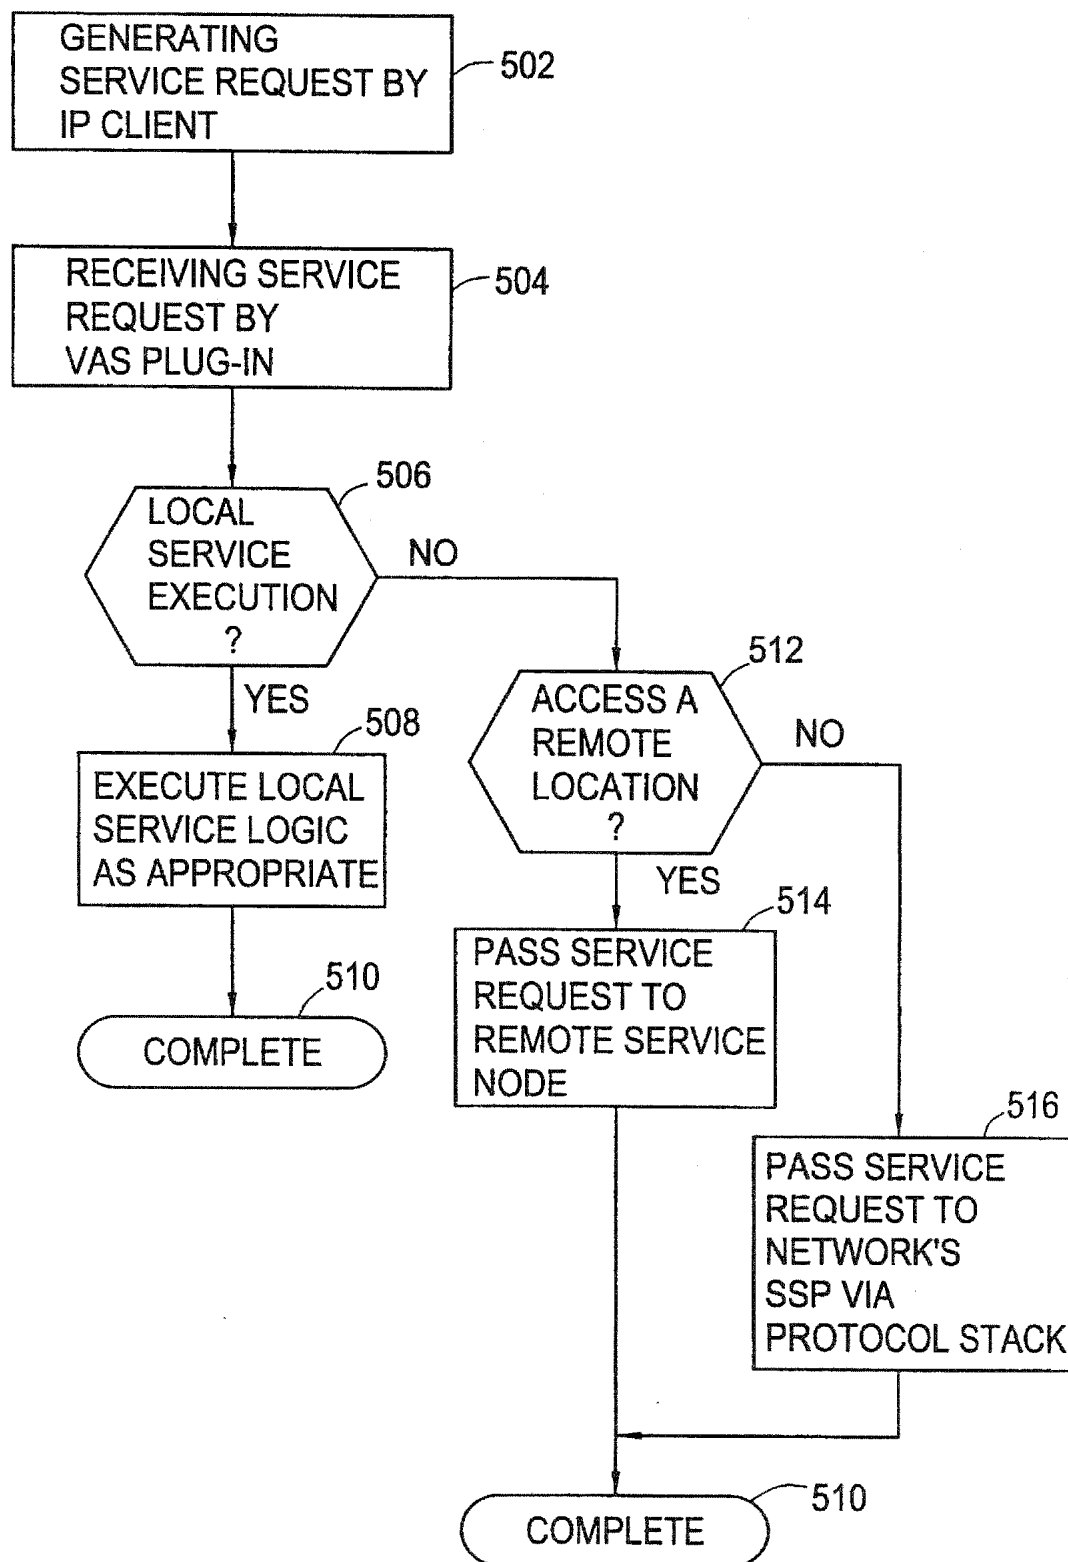 GENERATING
SERVICE REQUEST BY
IP CLIENT
502
RECEIVING SERVICE
REQUEST BY
VAS PLUG-IN
504
LOCAL
SERVICE
EXECUTION
?
506
NO
YES
EXECUTE LOCAL
SERVICE LOGIC
AS APPROPRIATE
508
COMPLETE
510
ACCESS A
REMOTE
LOCATION
?
512
NO
YES
PASS SERVICE
REQUEST TO
REMOTE SERVICE
NODE
514
PASS SERVICE
REQUEST TO
NETWORK'S
SSP VIA
PROTOCOL STACK
516
COMPLETE
510